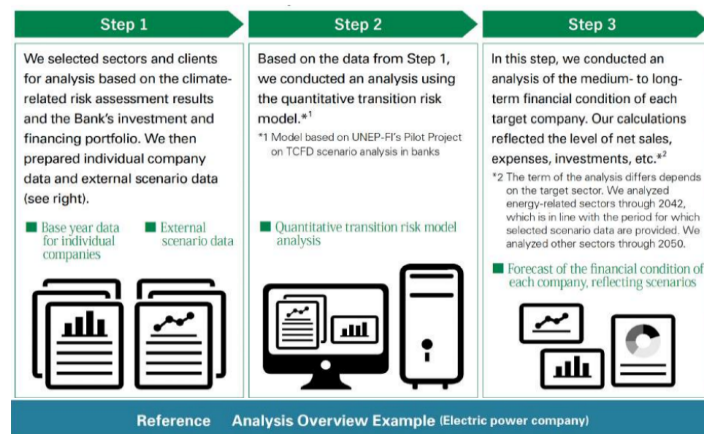 Step 1
Step 2
Step 3
We selected sectors and clients
for analysis based on the climate-
related risk assessment results
and the Bank's investment and
financing portfolio. We then
prepared individual company
data and external scenario data
(see right).
■ Base year data
for individual
companies
■ External
scenario data
Based on the data from Step 1,
we conducted an analysis using
the quantitative transition risk
model.*1
*1 Model based on UNEP-FI's Pilot Project
on TCFD scenario analysis in banks
■ Quantitative transition risk model
analysis
In this step, we conducted an
analysis of the medium- to long-
term financial condition of each
target company. Our calculations
reflected the level of net sales,
expenses, investments, etc.*2
*2 The term of the analysis differs depends
on the target sector. We analyzed
energy-related sectors through 2042,
which is in line with the period for which
selected scenario data are provided. We
analyzed other sectors through 2050.
■ Forecast of the financial condition of
each company, reflecting scenarios
Reference Analysis Overview Example (Electric power company)